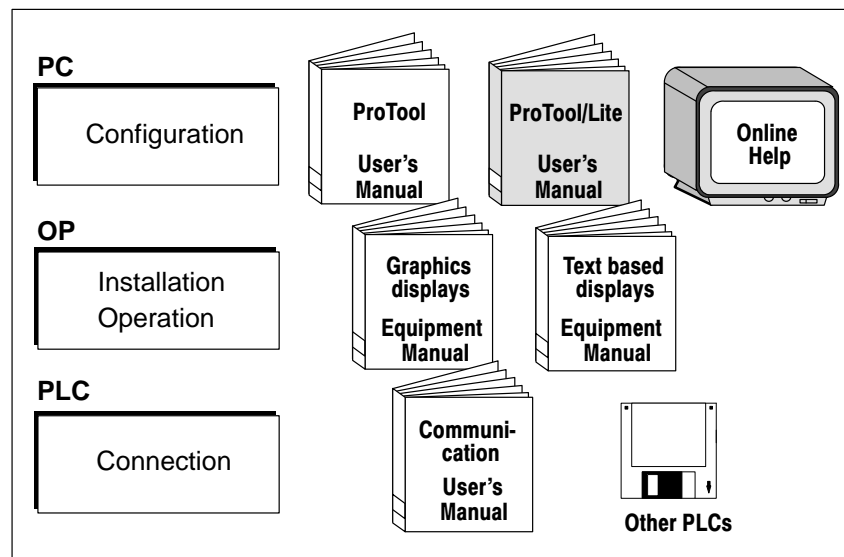 PC
Configuration
ProTool
User's
Manual
ProTool/Lite
User's
Manual
Online
Help
OP
Installation
Operation
Graphics
displays
Equipment
Manual
Text based
displays
Equipment
Manual
PLC
Connection
Communi-
cation
User's
Manual
Other PLCs